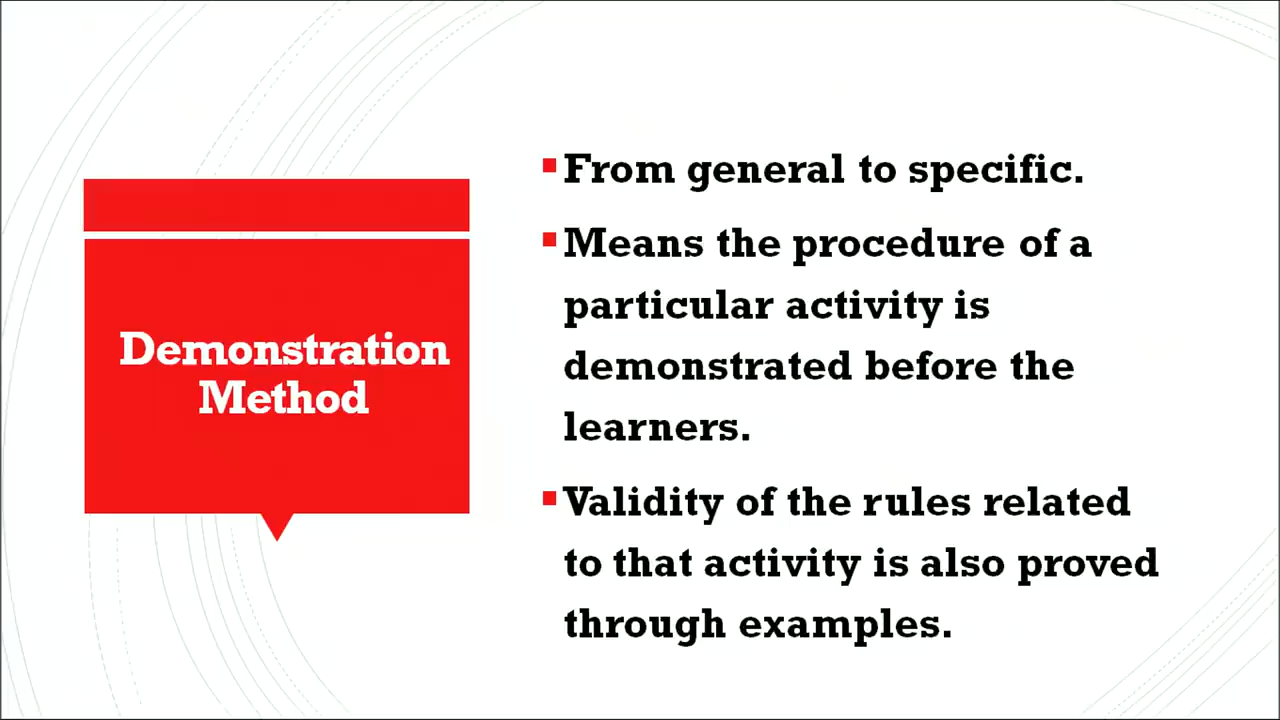 Demonstration
Method
From general to specific.
Means the procedure of a
particular activity is
demonstrated before the
learners.
Validity of the rules related
to that activity is also proved
through examples.